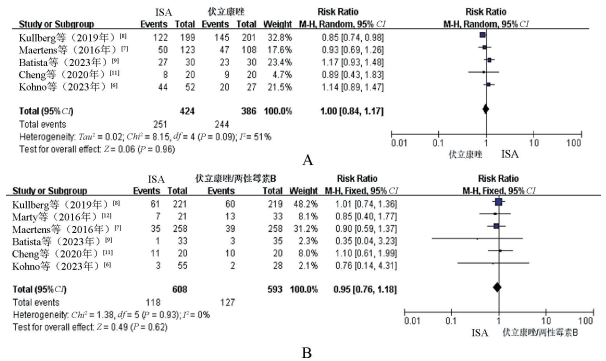 ISA 伏立康唑 Risk Ratio Risk Ratio
Study or Subgroup Events Total Events Total Weight M-H, Random, 95% CI M-H, Random, 95% CI
Kullberg等（2019年）[8] 122 199 145 201 32.8% 0.85 [0.74, 0.98]
Maertens等（2016年）[7] 50 123 47 108 21.5% 0.93 [0.69, 1.26]
Batista等（2023年）[9] 27 30 23 30 23.9% 1.17 [0.93, 1.48]
Cheng等（2020年）[11] 8 20 9 20 4.7% 0.89 [0.43, 1.83]
Kohno等（2023年）[6] 44 52 20 27 21.5% 1.14 [0.89, 1.47]
Total (95%CI) 424 386 100.0% 1.00 [0.84, 1.17]
Total events 251 244
Heterogeneity: Tau² = 0.02; Chi² = 8.15, df = 4 (P = 0.09); I² = 51%
Test for overall effect: Z = 0.06 (P = 0.96)
0.01 0.1 1 10 100
伏立康唑 ISA
A
ISA 伏立康唑/两性霉素B Risk Ratio Risk Ratio
Study or Subgroup Events Total Events Total Weight M-H, Fixed, 95% CI M-H, Fixed, 95% CI
Kullberg等（2019年）[8] 61 221 60 219 48.2% 1.01 [0.74, 1.36]
Marty等（2016年）[12] 7 21 13 33 8.1% 0.85 [0.40, 1.77]
Maertens等（2016年）[7] 35 258 39 258 31.2% 0.90 [0.59, 1.37]
Batista等（2023年）[9] 1 33 3 35 2.3% 0.35 [0.04, 3.23]
Cheng等（2020年）[11] 11 20 10 20 8.0% 1.10 [0.61, 1.99]
Kohno等（2023年）[6] 3 55 2 28 2.1% 0.76 [0.14, 4.31]
Total (95%CI) 608 593 100.0% 0.95 [0.76, 1.18]
Total events 118 127
Heterogeneity: Chi² = 1.38, df = 5 (P = 0.93); I² = 0%
Test for overall effect: Z = 0.49 (P = 0.62)
0.01 0.1 1 10 100
ISA 伏立康唑/两性霉素B
B